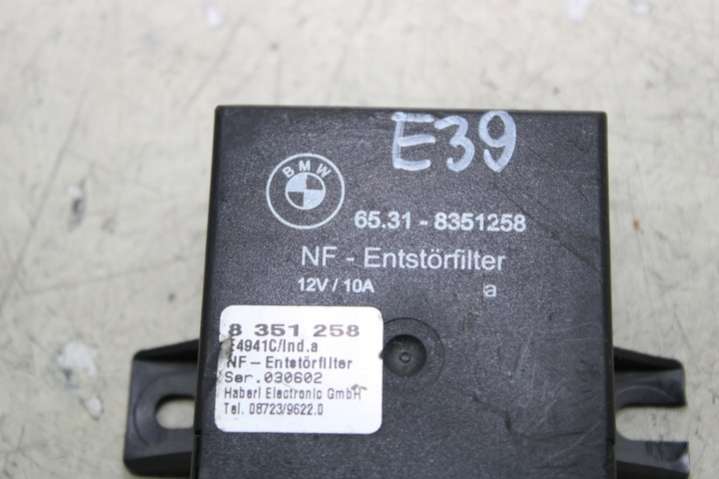 E39
BMW
65.31 - 8351258
NF - Entstörfilter
12V / 10A a
8 351 258
E4941C/Ind.a
NF - Entstörfilter
Ser.030602
Haberl Electronic GmbH
Tel. 08723/9622.0